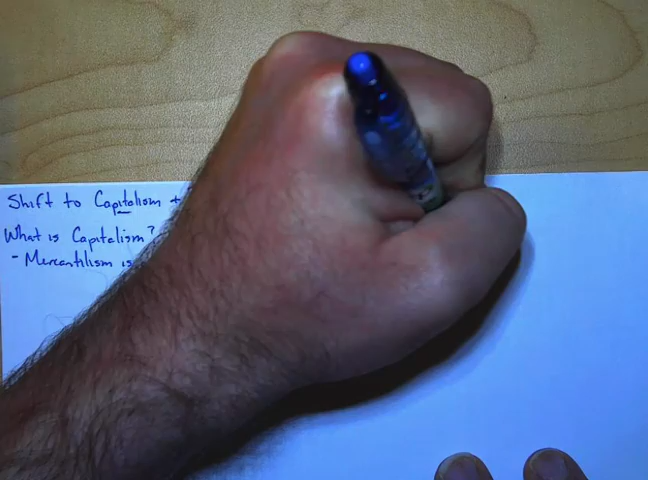 Shift to Capitalism +
What is Capitalism?
- Mercantilism is